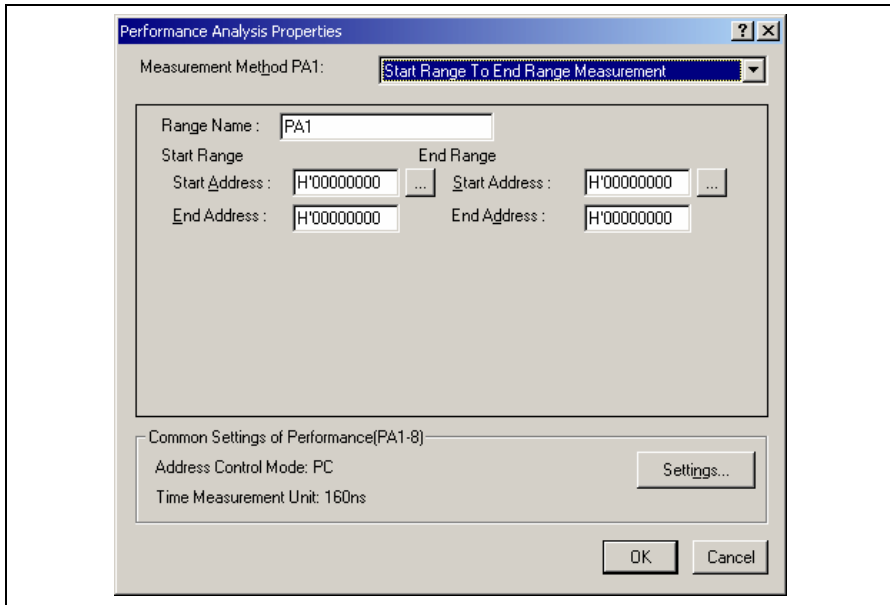 Performance Analysis Properties
Measurement Method PA1: Start Range To End Range Measurement
Range Name : PA1
Start Range End Range
Start Address : H'00000000 ... Start Address : H'00000000 ...
End Address : H'00000000 End Address : H'00000000
Common Settings of Performance(PA1-8)
Address Control Mode: PC
Settings...
Time Measurement Unit: 160ns
OK Cancel